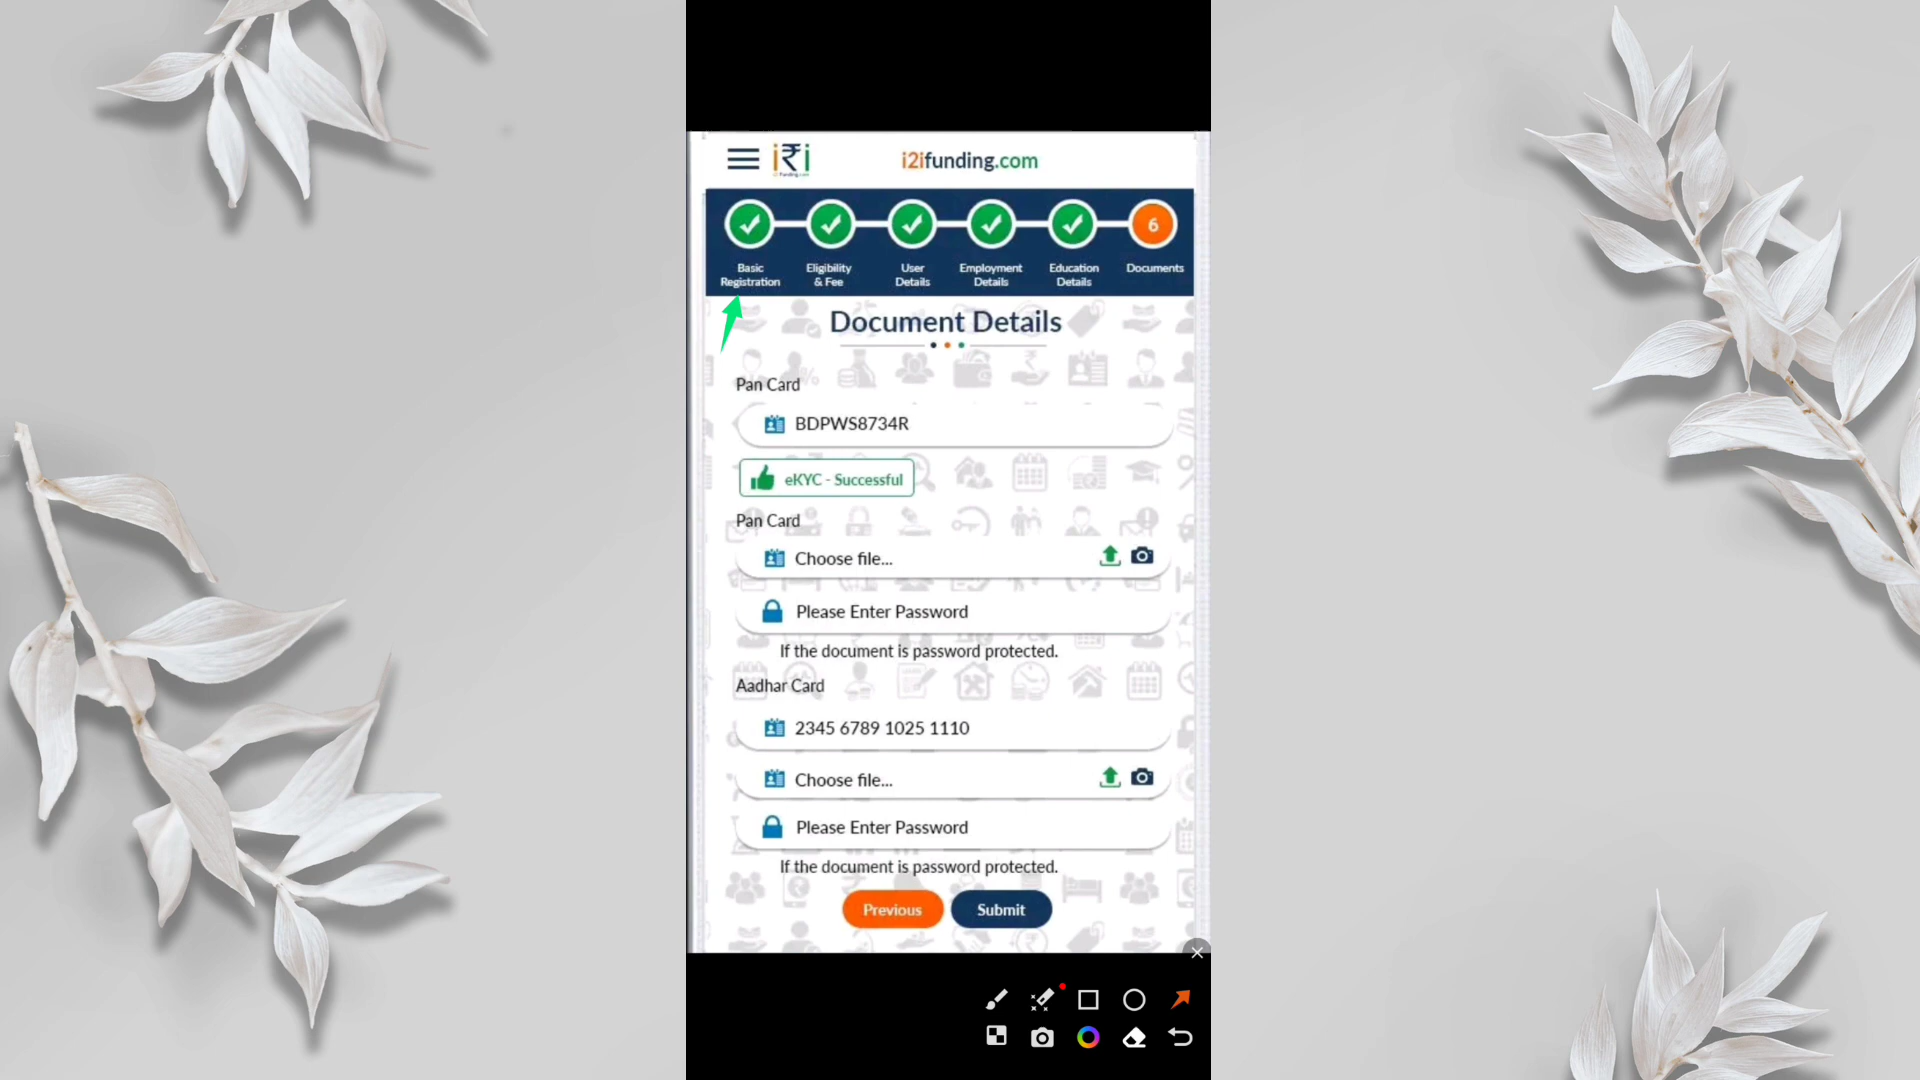 i₹i
i2ifunding.com
6
Basic Registration
Eligibility & Fee
User Details
Employment Details
Education Details
Documents
Document Details
Pan Card
BDPWS8734R
eKYC - Successful
Pan Card
Choose file...
Please Enter Password
If the document is password protected.
Aadhar Card
2345 6789 1025 1110
Choose file...
Please Enter Password
If the document is password protected.
Previous
Submit